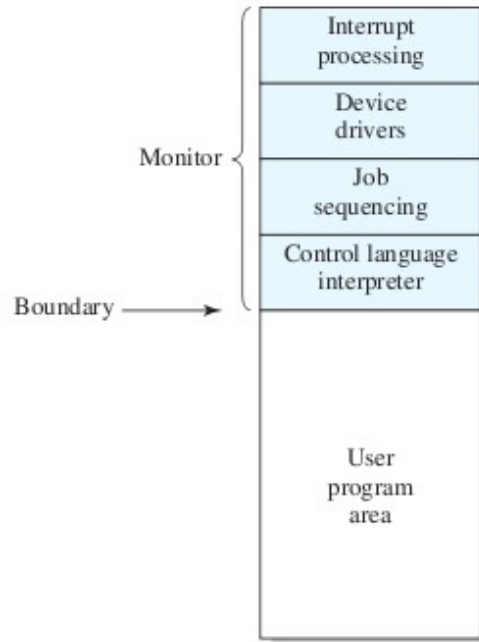 Interrupt
processing
Device
drivers
Monitor
Job
sequencing
Control language
interpreter
Boundary
User
program
area